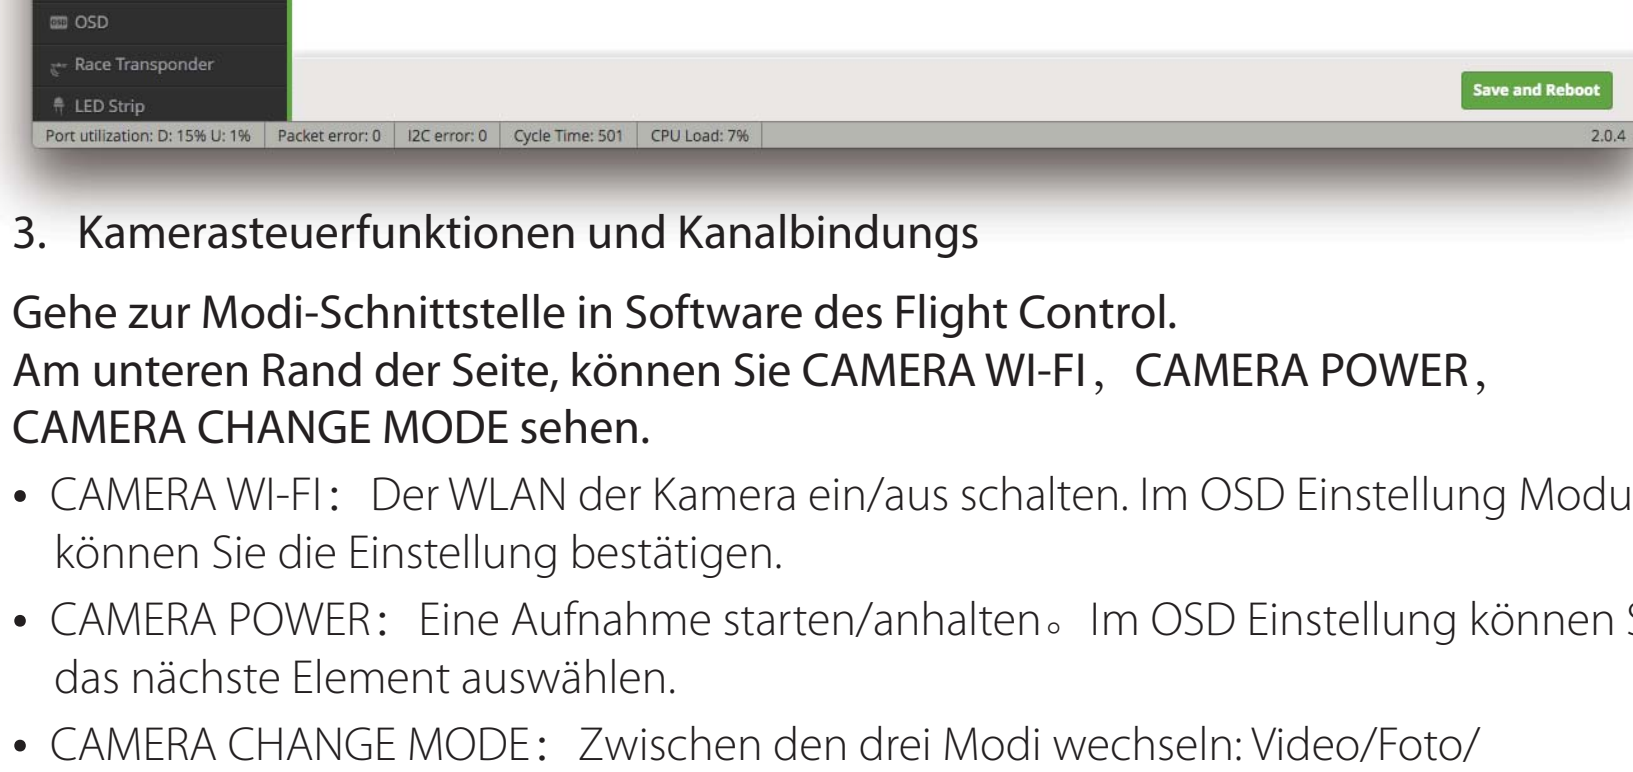 OSD
Race Transponder
LED Strip
Save and Reboot
Port utilization: D: 15% U: 1% Packet error: 0 I2C error: 0 Cycle Time: 501 CPU Load: 7% 2.0.4
3. Kamerasteuerfunktionen und Kanalbindungs
Gehe zur Modi-Schnittstelle in Software des Flight Control.
Am unteren Rand der Seite, können Sie CAMERA WI-FI，CAMERA POWER，
CAMERA CHANGE MODE sehen.
• CAMERA WI-FI： Der WLAN der Kamera ein/aus schalten. Im OSD Einstellung Modu
können Sie die Einstellung bestätigen.
• CAMERA POWER： Eine Aufnahme starten/anhalten。 Im OSD Einstellung können S
das nächste Element auswählen.
• CAMERA CHANGE MODE： Zwischen den drei Modi wechseln: Video/Foto/